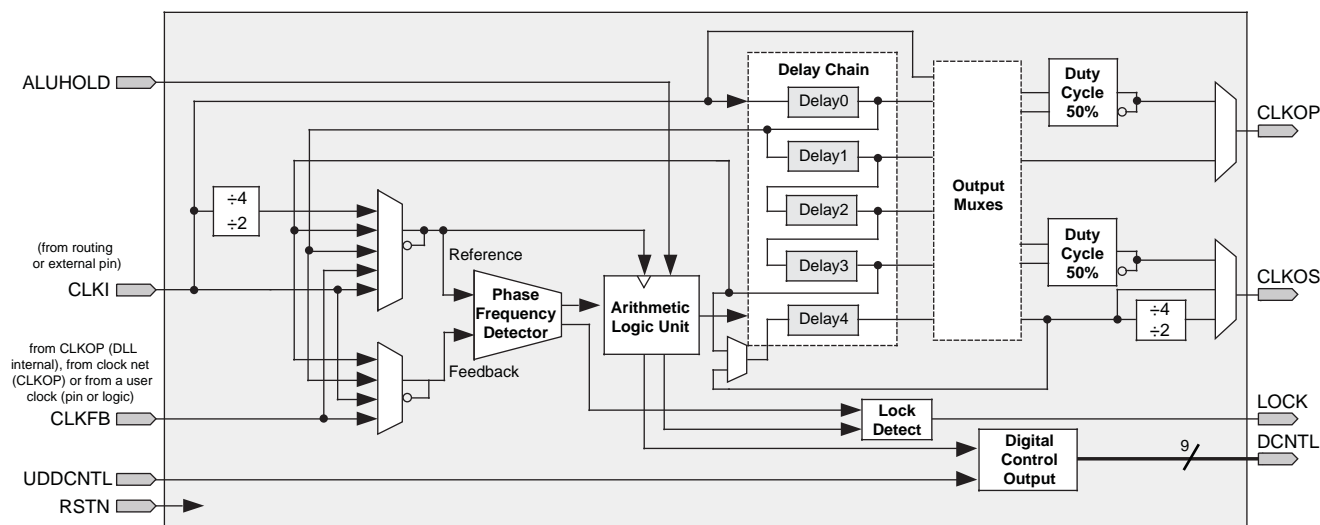 ALUHOLD
(from routing
or external pin)
CLKI
from CLKOP (DLL
internal), from clock net
(CLKOP) or from a user
clock (pin or logic)
CLKFB
UDDCNTL
RSTN
÷4
÷2
Reference
Feedback
Phase
Frequency
Detector
Arithmetic
Logic Unit
Delay Chain
Delay0
Delay1
Delay2
Delay3
Delay4
Output
Muxes
Duty
Cycle
50%
Duty
Cycle
50%
÷4
÷2
Lock
Detect
Digital
Control
Output
9
CLKOP
CLKOS
LOCK
DCNTL